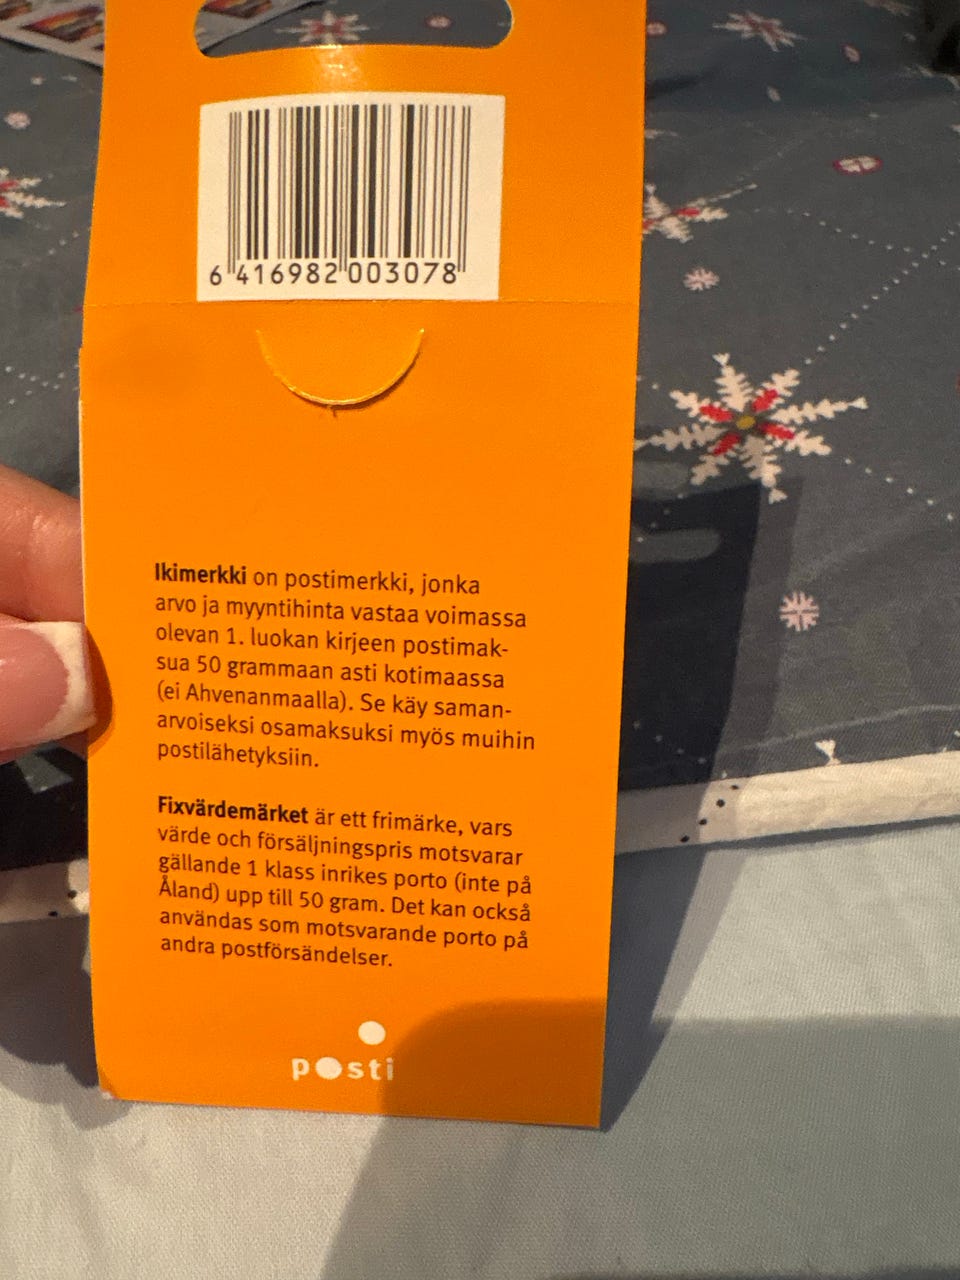 6 416982 003078
Ikimerkki on postimerkki, jonka
arvo ja myyntihinta vastaa voimassa
olevan 1. luokan kirjeen postimak-
sua 50 grammaan asti kotimaassa
(ei Ahvenanmaalla). Se käy saman-
arvoiseksi osamaksuksi myös muihin
postilähetyksiin.
Fixvärdemärket är ett frimärke, vars
värde och försäljningspris motsvarar
gällande 1 klass inrikes porto (inte på
Åland) upp till 50 gram. Det kan också
användas som motsvarande porto på
andra postförsändelser.
posti